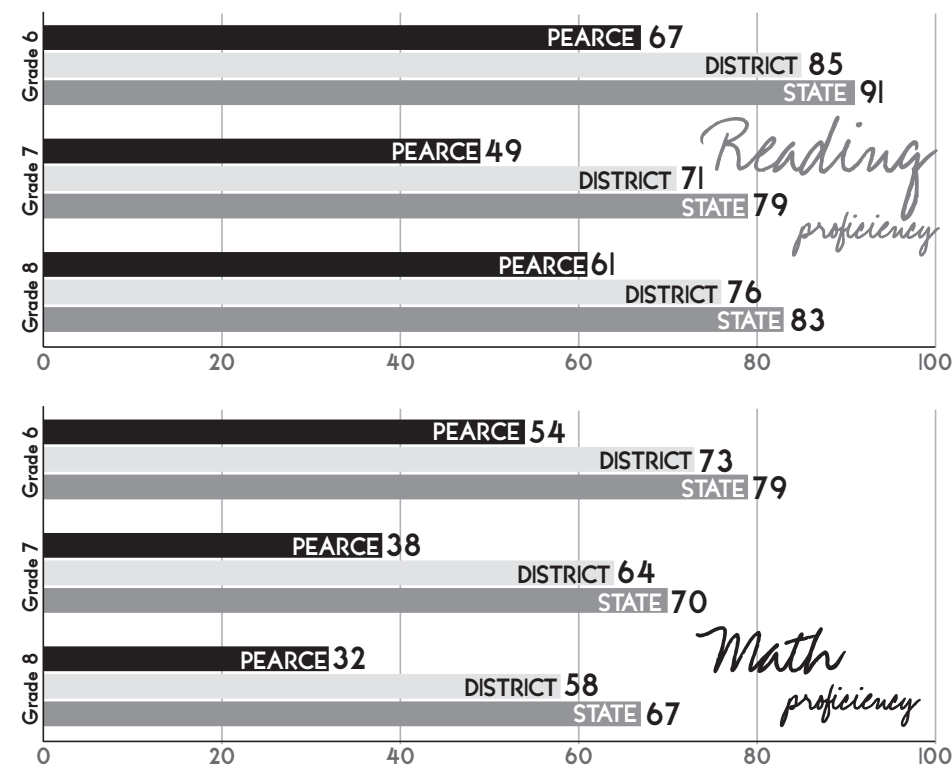 Grade 6
PEARCE 67
DISTRICT 85
STATE 91
Grade 7
PEARCE 49
DISTRICT 71
STATE 79
Reading
proficiency
Grade 8
PEARCE 61
DISTRICT 76
STATE 83
0 20 40 60 80 100
Grade 6
PEARCE 54
DISTRICT 73
STATE 79
Grade 7
PEARCE 38
DISTRICT 64
STATE 70
Grade 8
PEARCE 32
DISTRICT 58
STATE 67
Math
proficiency
0 20 40 60 80 100